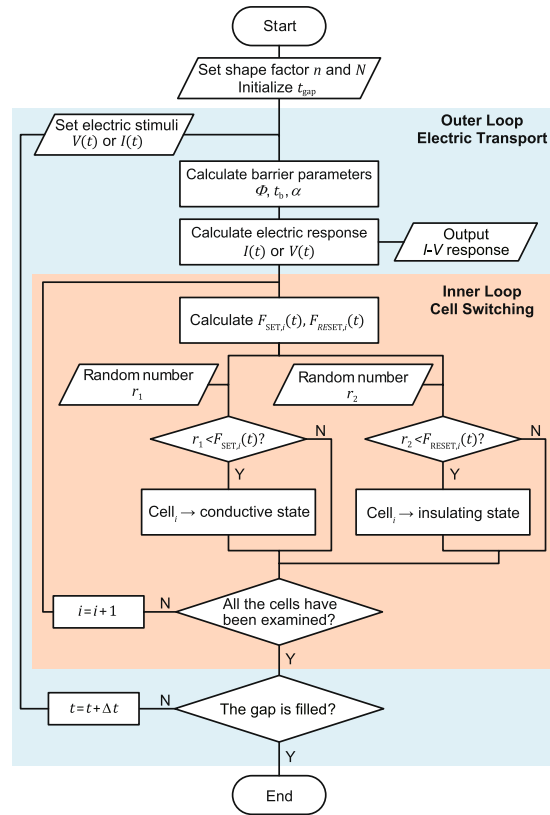 Start
Set shape factor n and N
Initialize t_gap
Outer Loop
Electric Transport
Set electric stimuli
V(t) or I(t)
Calculate barrier parameters
Φ, t_b, α
Calculate electric response
I(t) or V(t)
Output
I-V response
Inner Loop
Cell Switching
Calculate F_SET,i(t), F_RESET,i(t)
Random number
r_1
Random number
r_2
r_1<F_SET,i(t)?
N
r_2<F_RESET,i(t)?
N
Y
Y
Cell_i → conductive state
Cell_i → insulating state
i=i+1
N
All the cells have
been examined?
Y
t=t+Δt
N
The gap is filled?
Y
End